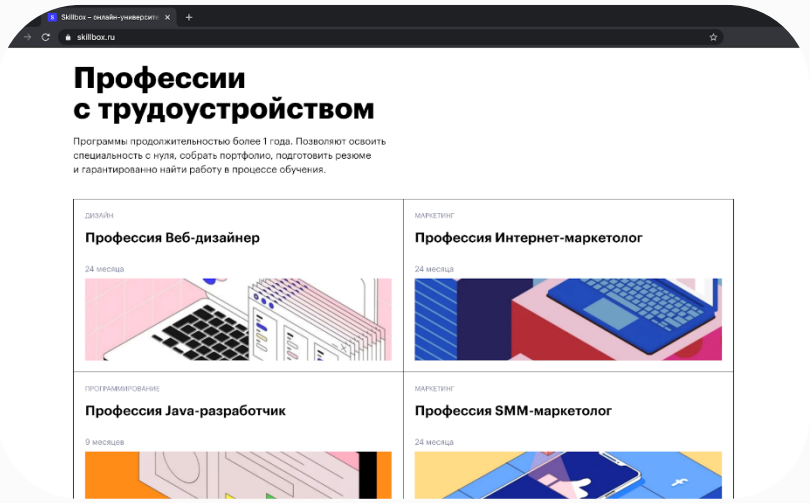 Skillbox – онлайн-университе
skillbox.ru
Профессии
с трудоустройством
Программы продолжительностью более 1 года. Позволяют освоить
специальность с нуля, собрать портфолио, подготовить резюме
и гарантированно найти работу в процессе обучения.
ДИЗАЙН
Профессия Веб-дизайнер
24 месяца
МАРКЕТИНГ
Профессия Интернет-маркетолог
24 месяца
ПРОГРАММИРОВАНИЕ
Профессия Java-разработчик
9 месяцев
МАРКЕТИНГ
Профессия SMM-маркетолог
24 месяца